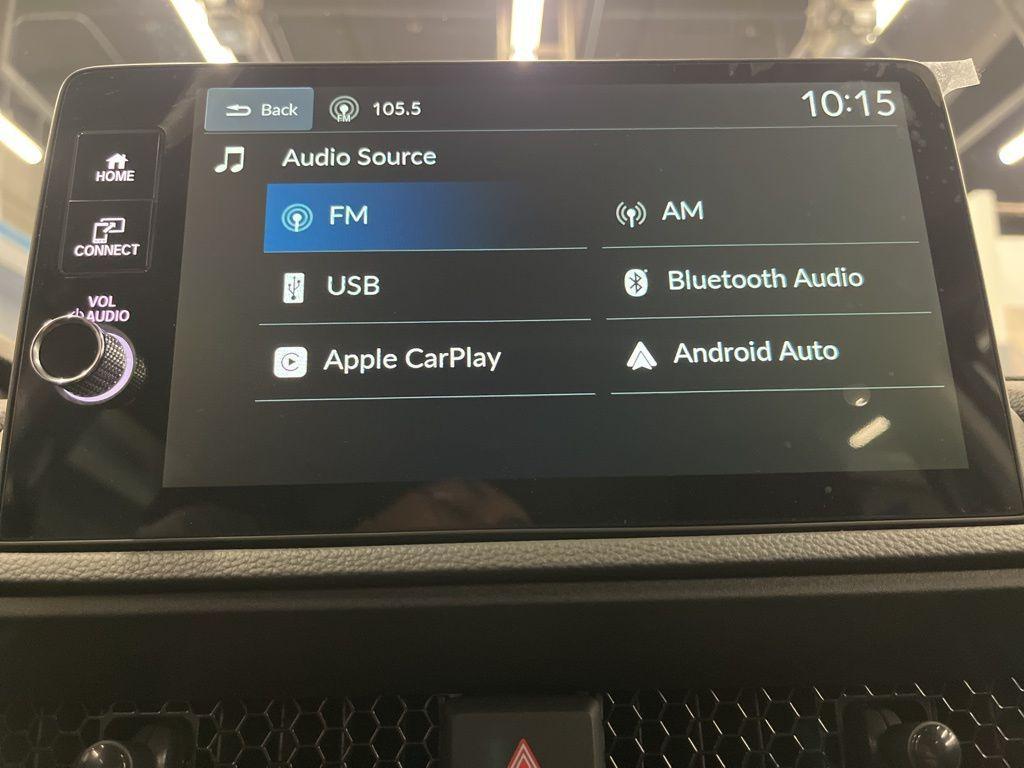 Back FM 105.5 10:15
Audio Source
HOME
CONNECT
VOL
AUDIO
FM AM
USB Bluetooth Audio
Apple CarPlay Android Auto